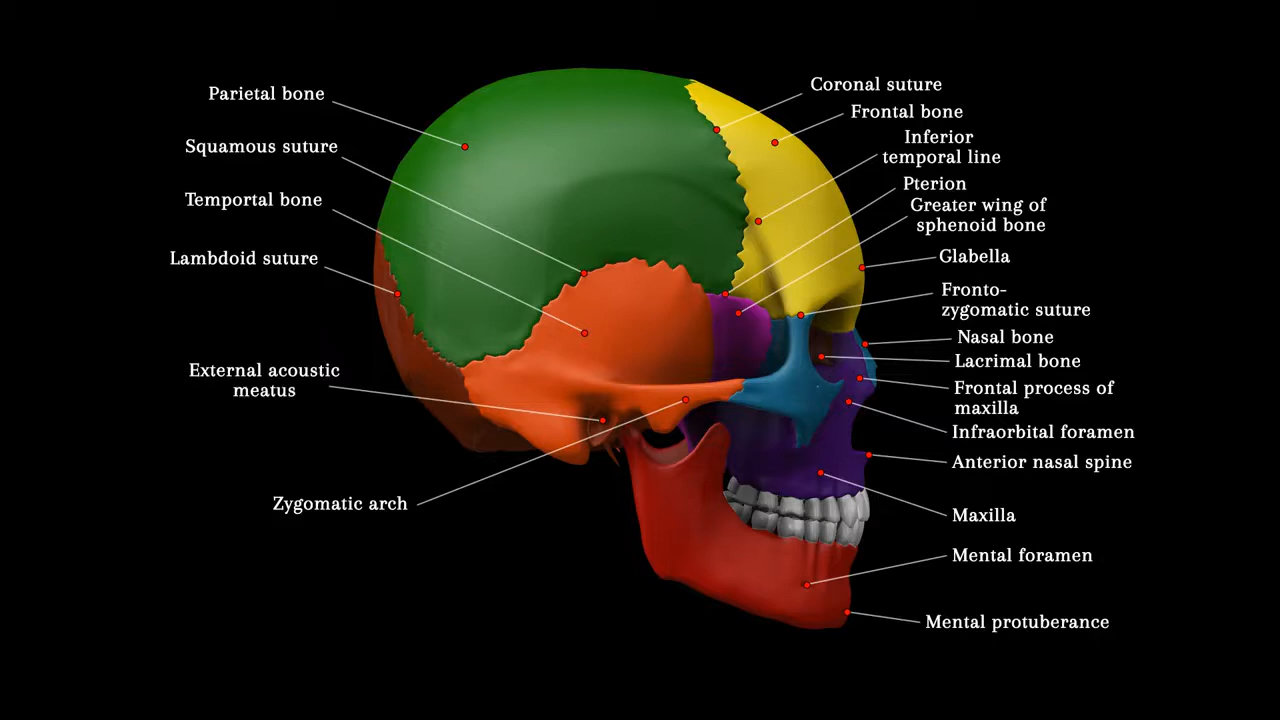 Parietal bone
Squamous suture
Temportal bone
Lambdoid suture
External acoustic
meatus
Zygomatic arch
Coronal suture
Frontal bone
Inferior
temporal line
Pterion
Greater wing of
sphenoid bone
Glabella
Fronto-
zygomatic suture
Nasal bone
Lacrimal bone
Frontal process of
maxilla
Infraorbital foramen
Anterior nasal spine
Maxilla
Mental foramen
Mental protuberance